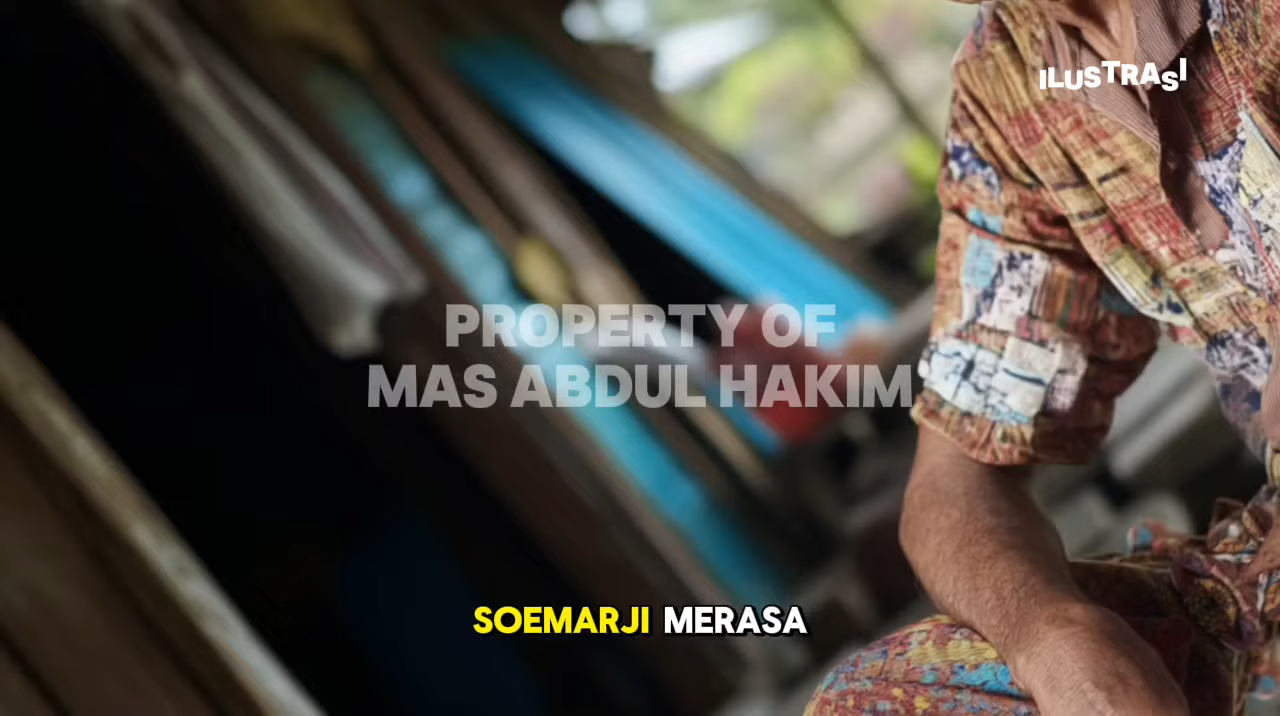 ILUSTRASI
PROPERTY OF
MAS ABDUL HAKIM
SOEMARJI MERASA